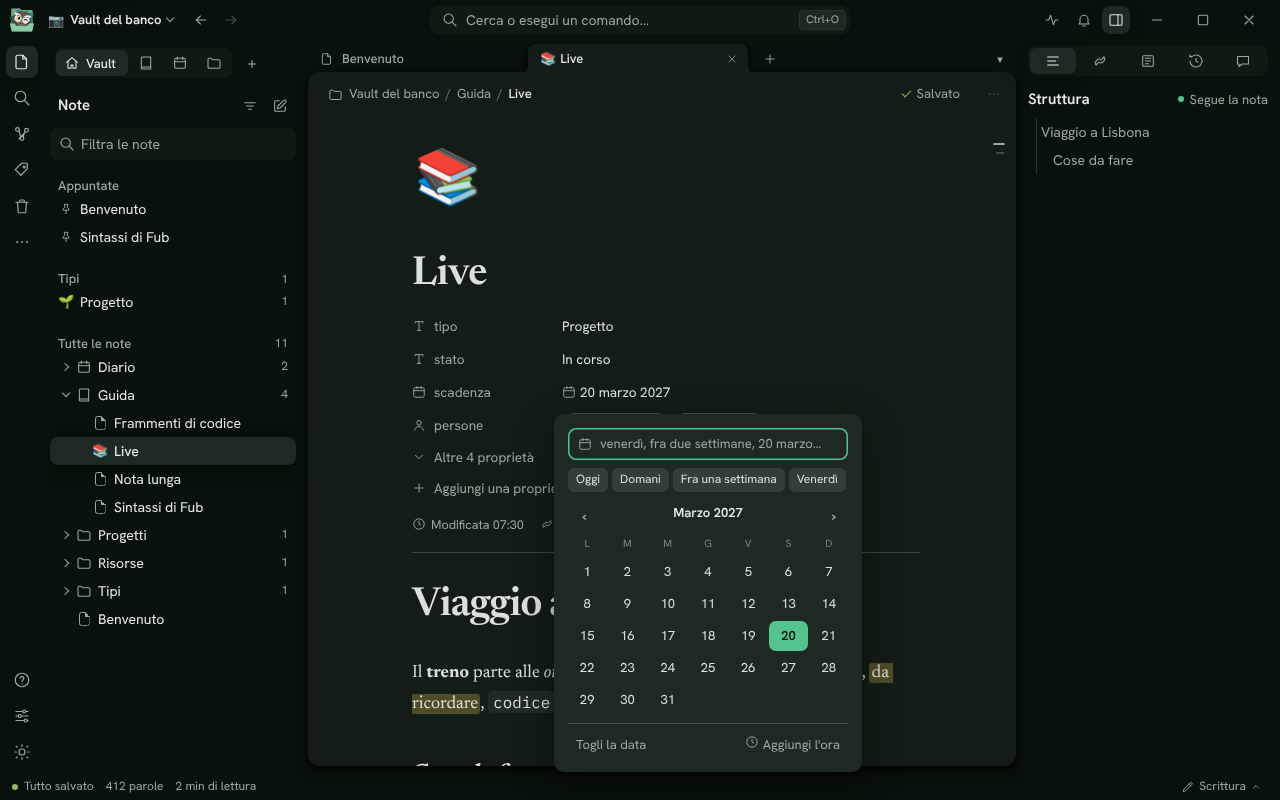 Vault del banco
Cerca o esegui un comando…
Ctrl+O
Vault
Benvenuto
Live
Note
Vault del banco / Guida / Live
Salvato
Struttura
Segue la nota
Filtra le note
Viaggio a Lisbona
Cose da fare
Appuntate
Benvenuto
Sintassi di Fub
Tipi 1
Progetto 1
Tutte le note 11
Diario 2
Guida 4
Frammenti di codice
Live
Nota lunga
Sintassi di Fub
Progetti 1
Risorse 1
Tipi 1
Benvenuto
Live
tipo Progetto
stato In corso
scadenza 20 marzo 2027
persone
Altre 4 proprietà
Aggiungi una proprie
Modificata 07:30
venerdì, fra due settimane, 20 marzo…
Oggi Domani Fra una settimana Venerdì
‹ Marzo 2027 ›
L M M G V S D
1 2 3 4 5 6 7
8 9 10 11 12 13 14
15 16 17 18 19 20 21
22 23 24 25 26 27 28
29 30 31
Togli la data Aggiungi l'ora
Viaggio a
Il treno parte alle
, da
ricordare, codice
Tutto salvato 412 parole 2 min di lettura
Scrittura